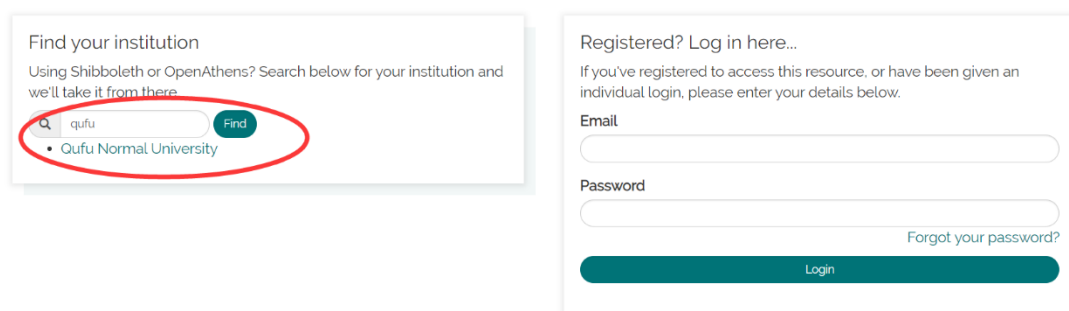 Find your institution
Using Shibboleth or OpenAthens? Search below for your institution and
we'll take it from there
qufu
Find
• Qufu Normal University
Registered? Log in here...
If you've registered to access this resource, or have been given an
individual login, please enter your details below.
Email
Password
Forgot your password?
Login